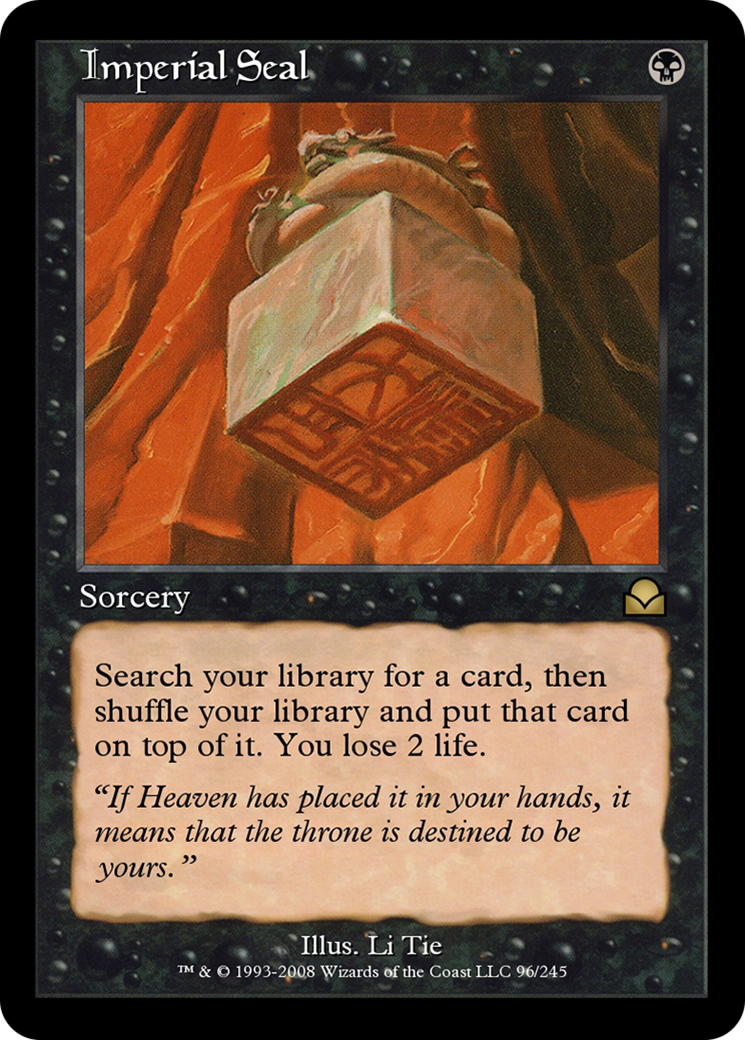 Imperial Seal
Sorcery
Search your library for a card, then
shuffle your library and put that card
on top of it. You lose 2 life.
“If Heaven has placed it in your hands, it
means that the throne is destined to be
yours.”
Illus. Li Tie
™ & © 1993-2008 Wizards of the Coast LLC 96/245